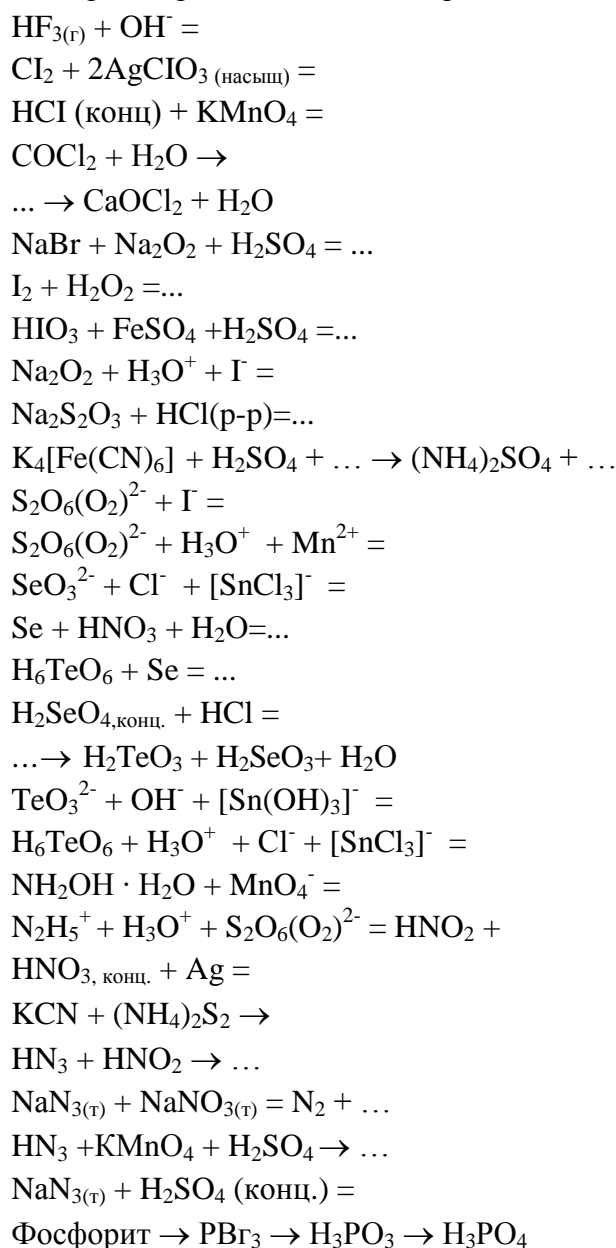 HF₃₍г₎ + OH⁻ =
CI₂ + 2AgCIO₃ (насыщ) =
HCI (конц) + KMnO₄ =
COCl₂ + H₂O →
... → CaOCl₂ + H₂O
NaBr + Na₂O₂ + H₂SO₄ = ...
I₂ + H₂O₂ =...
HIO₃ + FeSO₄ +H₂SO₄ =...
Na₂O₂ + H₃O⁺ + I⁻ =
Na₂S₂O₃ + HCl(р-р)=...
K₄[Fe(CN)₆] + H₂SO₄ + … → (NH₄)₂SO₄ + …
S₂O₆(O₂)²⁻ + I⁻ =
S₂O₆(O₂)²⁻ + H₃O⁺ + Mn²⁺ =
SeO₃²⁻ + Cl⁻ + [SnCl₃]⁻ =
Se + HNO₃ + H₂O=...
H₆TeO₆ + Se = ...
H₂SeO₄,конц. + HCl =
…→ H₂TeO₃ + H₂SeO₃+ H₂O
TeO₃²⁻ + OH⁻ + [Sn(OH)₃]⁻ =
H₆TeO₆ + H₃O⁺ + Cl⁻ + [SnCl₃]⁻ =
NH₂OH · H₂O + MnO₄⁻ =
N₂H₅⁺ + H₃O⁺ + S₂O₆(O₂)²⁻ = HNO₂ +
HNO₃, конц. + Ag =
KCN + (NH₄)₂S₂ →
HN₃ + HNO₂ → …
NaN₃₍т₎ + NaNO₃₍т₎ = N₂ + …
HN₃ +KMnO₄ + H₂SO₄ → …
NaN₃₍т₎ + H₂SO₄ (конц.) =
Фосфорит → PBr₃ → H₃PO₃ → H₃PO₄